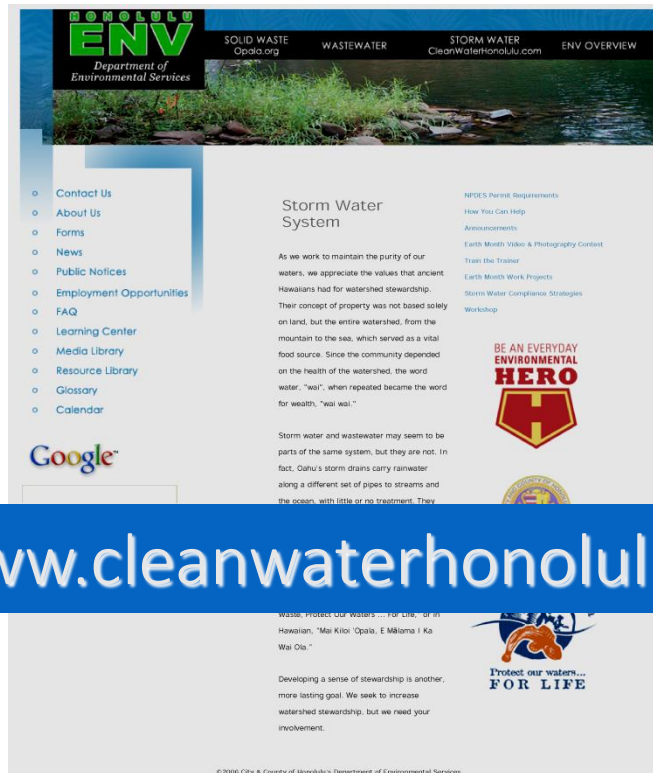 HONOLULU
ENV
Department of
Environmental Services
SOLID WASTE
Opala.org
WASTEWATER
STORM WATER
CleanWaterHonolulu.com
ENV OVERVIEW
Contact Us
About Us
Forms
News
Public Notices
Employment Opportunities
FAQ
Learning Center
Media Library
Resource Library
Glossary
Calendar
Google™
Storm Water
System
As we work to maintain the purity of our
waters, we appreciate the values that ancient
Hawaiians had for watershed stewardship.
Their concept of property was not based solely
on land, but the entire watershed, from the
mountain to the sea, which served as a vital
food source. Since the community depended
on the health of the watershed, the word
water, "wai", when repeated became the word
for wealth, "wai wai."
Storm water and wastewater may seem to be
parts of the same system, but they are not. In
fact, Oahu's storm drains carry rainwater
along a different set of pipes to streams and
the ocean, with little or no treatment. They
ww.cleanwaterhonolul
Waste, Protect Our Waters ... For Life," or in
Hawaiian, "Mai Kiloi 'Opala, E Mālama I Ka
Wai Ola."
Developing a sense of stewardship is another,
more lasting goal. We seek to increase
watershed stewardship, but we need your
involvement.
NPDES Permit Requirements
How You Can Help
Announcements
Earth Month Video & Photography Contest
Train the Trainer
Earth Month Work Projects
Storm Water Compliance Strategies
Workshop
BE AN EVERYDAY
ENVIRONMENTAL
HERO
H
Protect our waters...
FOR LIFE
©2006 City & County of Honolulu's Department of Environmental Services